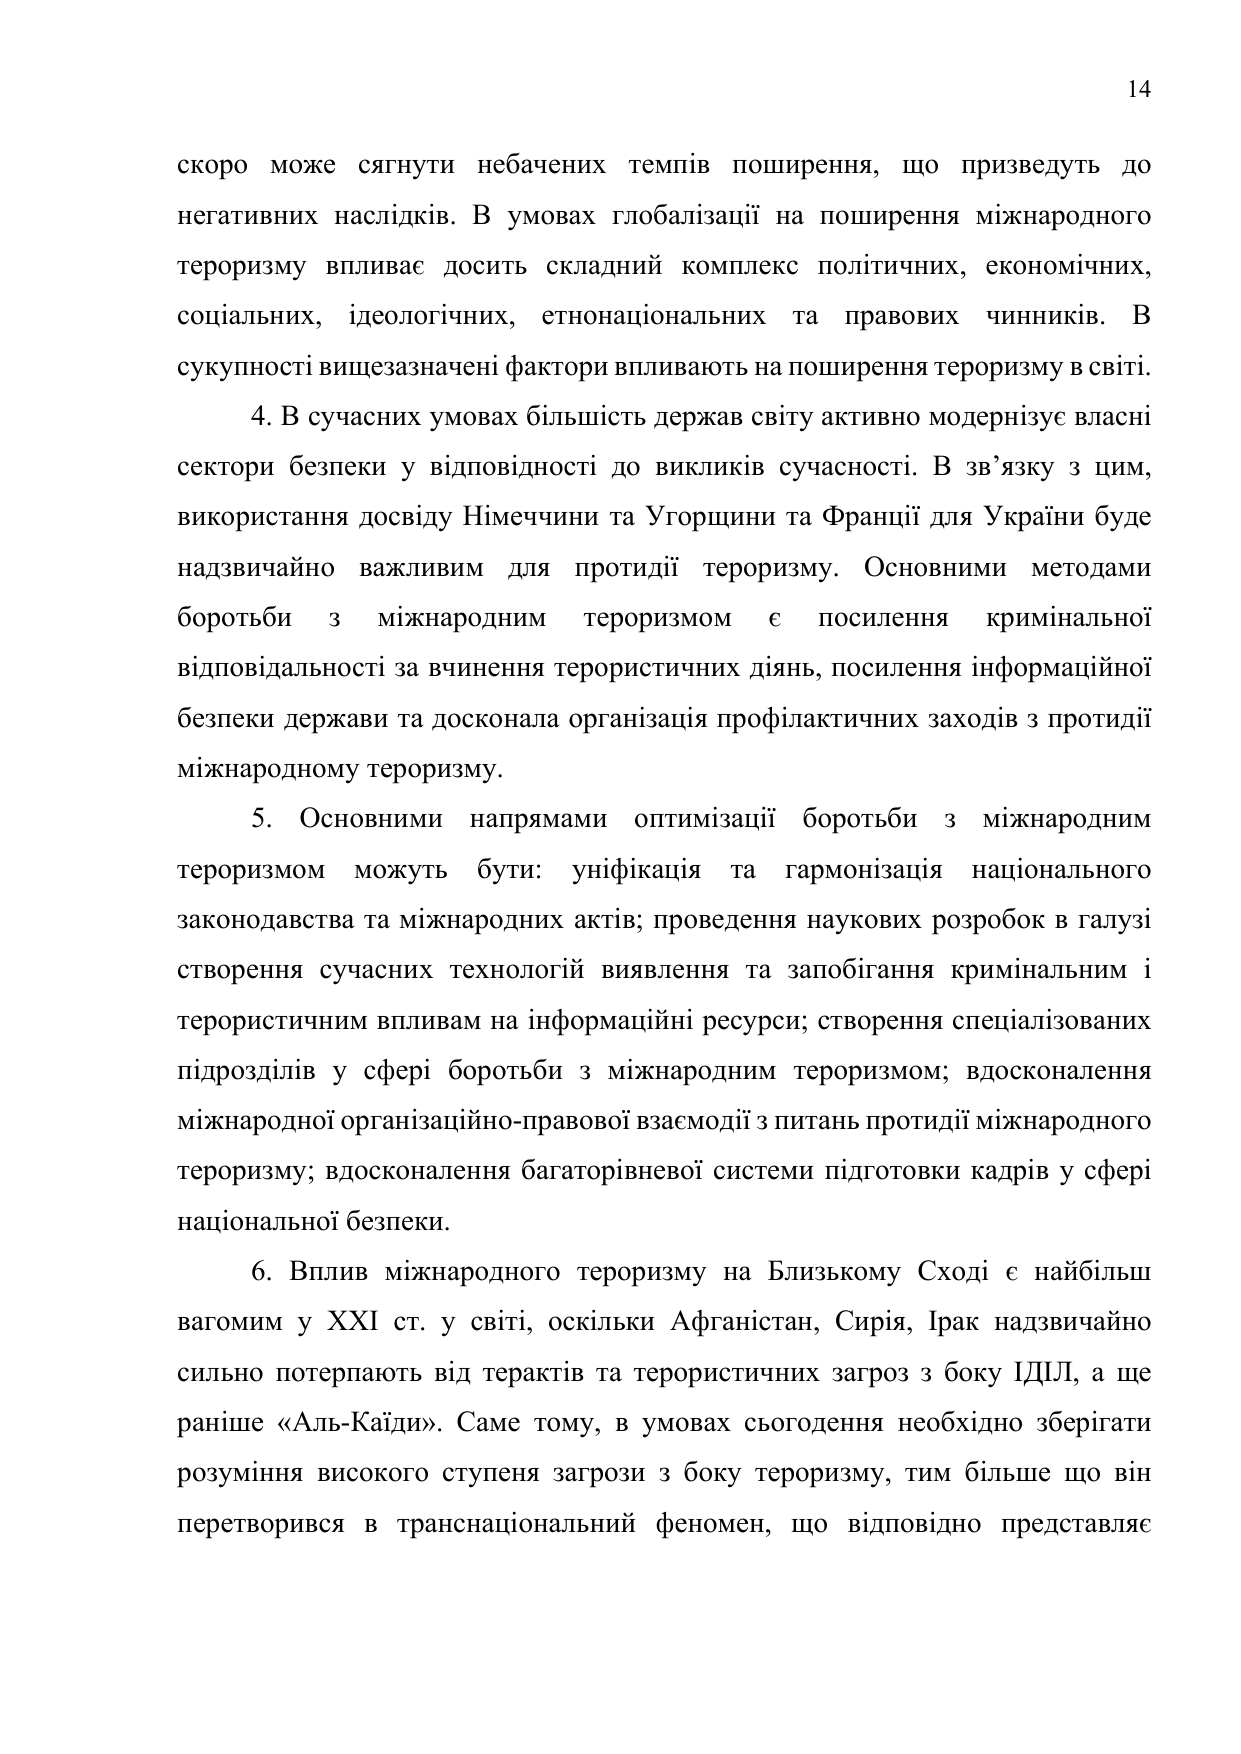 14
скоро може сягнути небачених темпів поширення, що призведуть до
негативних наслідків. В умовах глобалізації на поширення міжнародного
тероризму впливає досить складний комплекс політичних, економічних,
соціальних, ідеологічних, етнонаціональних та правових чинників. В
сукупності вищезазначені фактори впливають на поширення тероризму в світі.
4. В сучасних умовах більшість держав світу активно модернізує власні
сектори безпеки у відповідності до викликів сучасності. В зв’язку з цим,
використання досвіду Німеччини та Угорщини та Франції для України буде
надзвичайно важливим для протидії тероризму. Основними методами
боротьби з міжнародним тероризмом є посилення кримінальної
відповідальності за вчинення терористичних діянь, посилення інформаційної
безпеки держави та досконала організація профілактичних заходів з протидії
міжнародному тероризму.
5. Основними напрямами оптимізації боротьби з міжнародним
тероризмом можуть бути: уніфікація та гармонізація національного
законодавства та міжнародних актів; проведення наукових розробок в галузі
створення сучасних технологій виявлення та запобігання кримінальним і
терористичним впливам на інформаційні ресурси; створення спеціалізованих
підрозділів у сфері боротьби з міжнародним тероризмом; вдосконалення
міжнародної організаційно-правової взаємодії з питань протидії міжнародного
тероризму; вдосконалення багаторівневої системи підготовки кадрів у сфері
національної безпеки.
6. Вплив міжнародного тероризму на Близькому Сході є найбільш
вагомим у XXI ст. у світі, оскільки Афганістан, Сирія, Ірак надзвичайно
сильно потерпають від терактів та терористичних загроз з боку ІДІЛ, а ще
раніше «Аль-Каїди». Саме тому, в умовах сьогодення необхідно зберігати
розуміння високого ступеня загрози з боку тероризму, тим більше що він
перетворився в транснаціональний феномен, що відповідно представляє